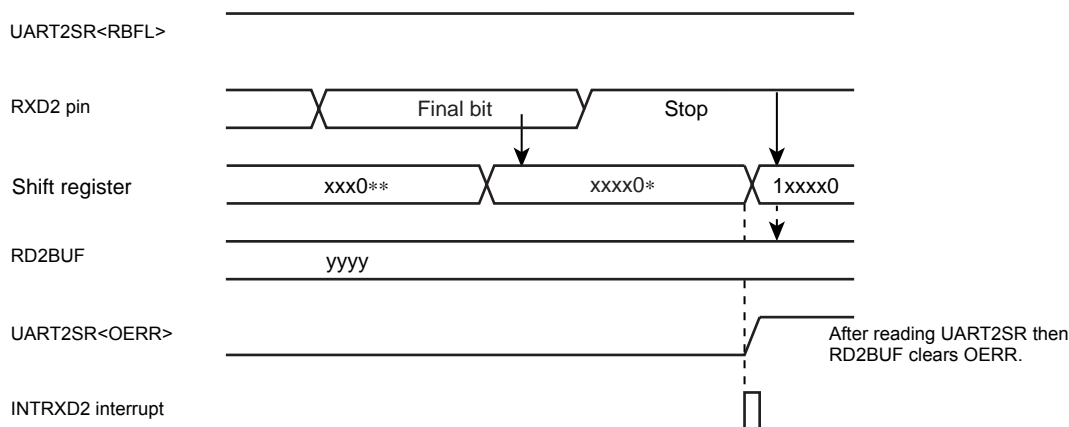 UART2SR<RBFL>
RXD2 pin
Final bit
Stop
Shift register
xxx0**
xxxx0*
1xxxx0
RD2BUF
yyyy
UART2SR<OERR>
After reading UART2SR then
RD2BUF clears OERR.
INTRXD2 interrupt